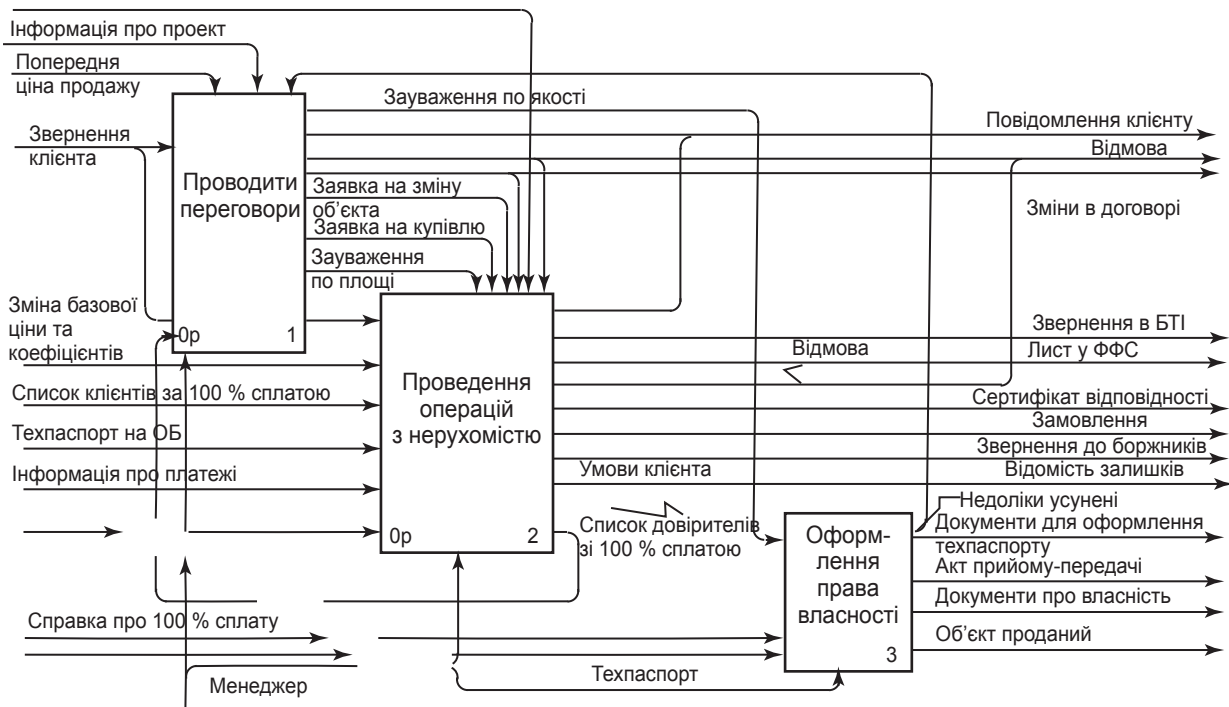 Інформація про проект
Попередня
ціна продажу
Зауваження по якості
Повідомлення клієнту
Звернення
клієнта
Відмова
Проводити
переговори
Заявка на зміну
об’єкта
Зміни в договорі
Заявка на купівлю
Зауваження
по площі
Зміна базової
ціни та
коефіцієнтів
0р
1
Звернення в БТІ
Відмова
Лист у ФФС
Проведення
операцій
з нерухомістю
Список клієнтів за 100 % сплатою
Сертифікат відповідності
Замовлення
Техпаспорт на ОБ
Звернення до боржників
Інформація про платежі
Умови клієнта
Відомість залишків
Недоліки усунені
0р
2
Список довірителів
зі 100 % сплатою
Оформ-
лення
права
власності
3
Документи для оформлення
техпаспорту
Акт прийому-передачі
Документи про власність
Справка про 100 % сплату
Об’єкт проданий
Техпаспорт
Менеджер